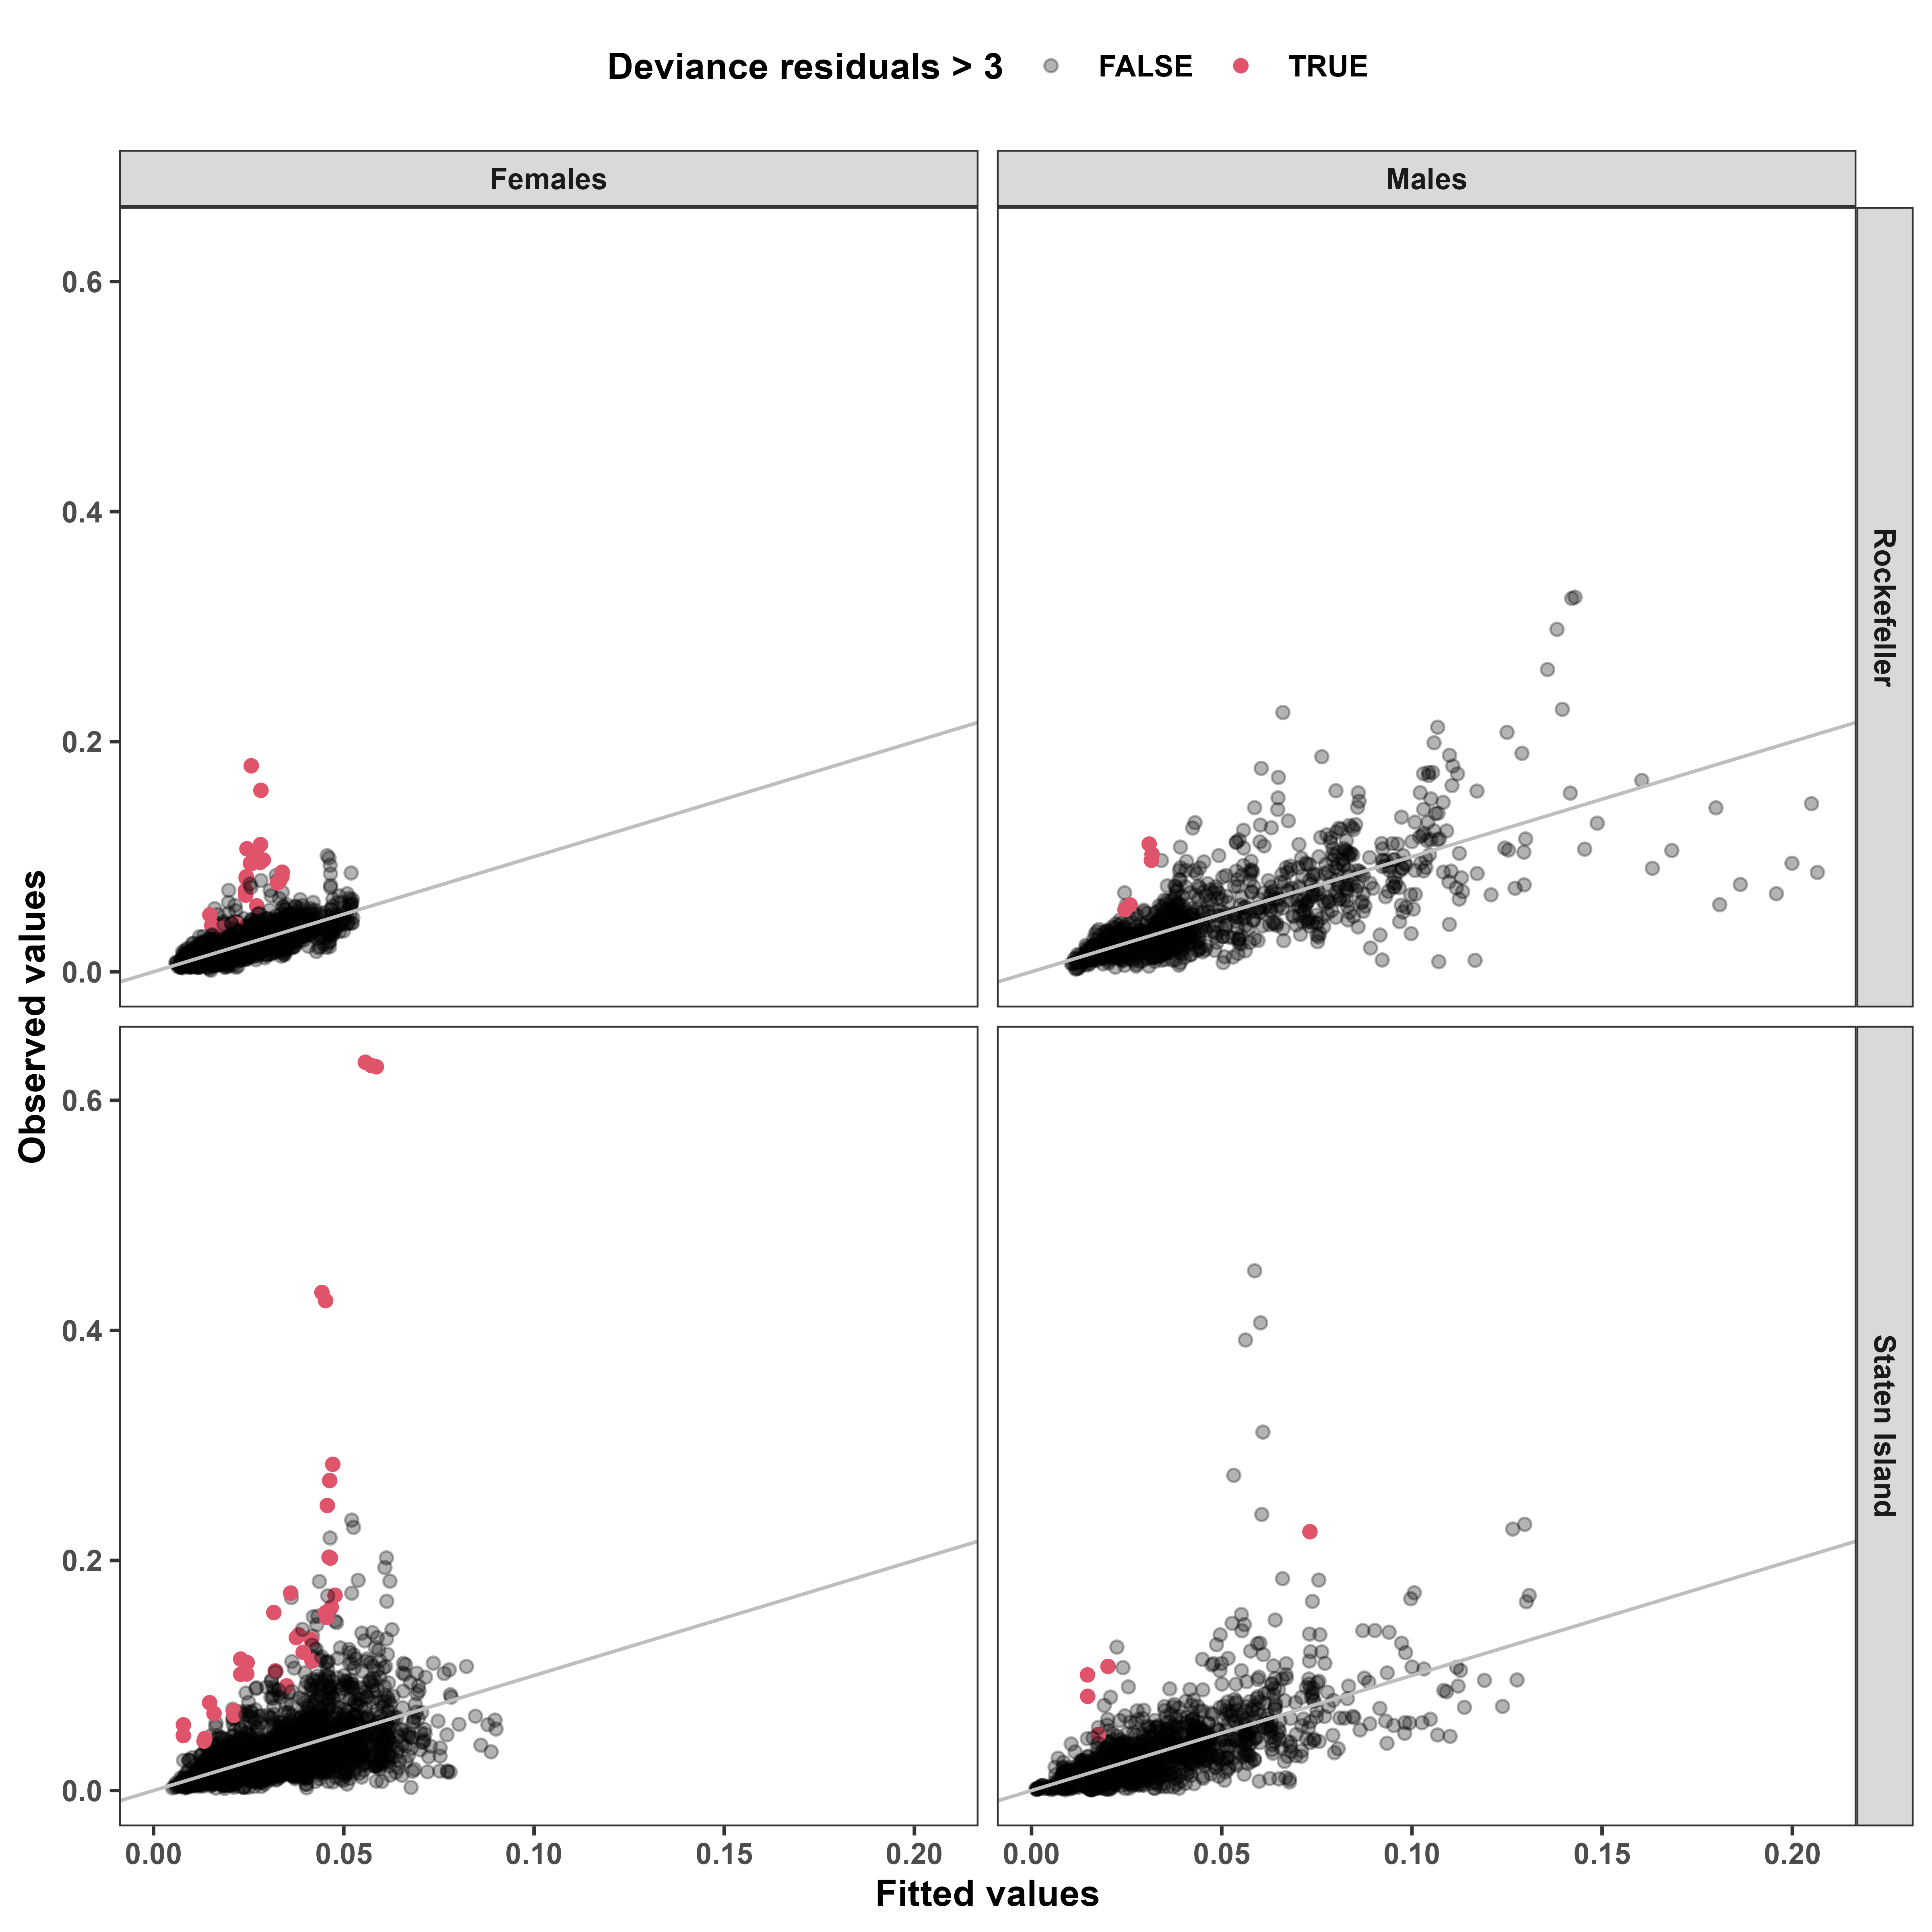 Deviance residuals > 3 FALSE TRUE
Females Males
0.6
0.4
0.2
0.0
Rockefeller
Observed values
0.6
0.4
0.2
0.0
Staten Island
0.00 0.05 0.10 0.15 0.20 0.00 0.05 0.10 0.15 0.20
Fitted values